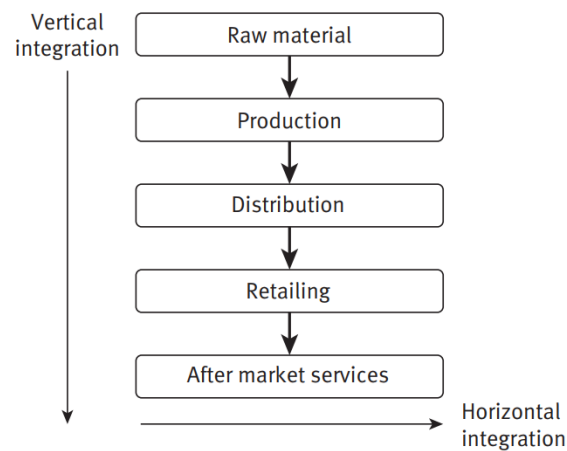 Vertical
integration
Raw material
Production
Distribution
Retailing
After market services
Horizontal
integration